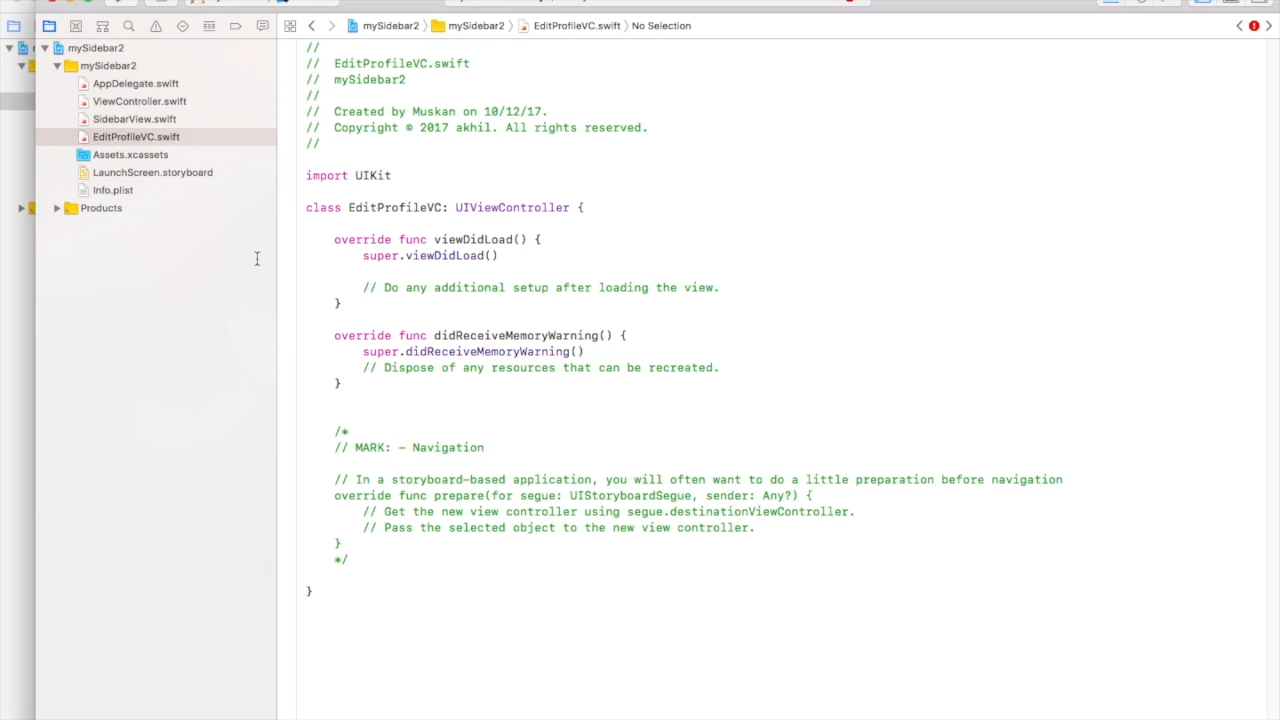 mySidebar2 〉 mySidebar2 〉 EditProfileVC.swift 〉 No Selection
mySidebar2
mySidebar2
AppDelegate.swift
ViewController.swift
SidebarView.swift
EditProfileVC.swift
Assets.xcassets
LaunchScreen.storyboard
Info.plist
Products
//
//  EditProfileVC.swift
//  mySidebar2
//
//  Created by Muskan on 10/12/17.
//  Copyright © 2017 akhil. All rights reserved.
//
import UIKit
class EditProfileVC: UIViewController {
override func viewDidLoad() {
super.viewDidLoad()
// Do any additional setup after loading the view.
}
override func didReceiveMemoryWarning() {
super.didReceiveMemoryWarning()
// Dispose of any resources that can be recreated.
}
/*
// MARK: - Navigation
// In a storyboard-based application, you will often want to do a little preparation before navigation
override func prepare(for segue: UIStoryboardSegue, sender: Any?) {
// Get the new view controller using segue.destinationViewController.
// Pass the selected object to the new view controller.
}
*/
}